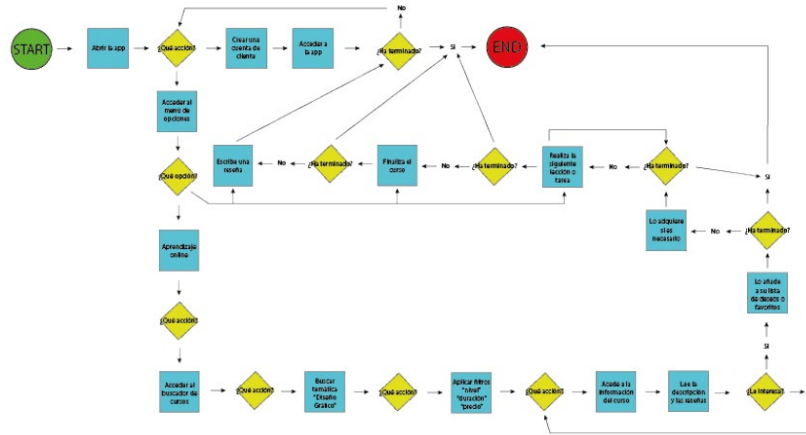 No
START
Abrir la app
¿Qué acción?
Crear una
cuenta de
cliente
Acceder a
la app
¿Ha terminado?
SI
END
Acceder al
menú de
opciones
¿Qué opción?
Escribe una
reseña
No
¿Ha terminado?
No
Finaliza el
curso
No
¿Ha terminado?
Realiza la
siguiente
lección o
tarea
No
¿Ha terminado?
SI
Lo adquiere
si es
necesario
No
¿Ha terminado?
Aprendizaje
online
Lo añade
a su lista
de deseos o
favoritos
¿Qué acción?
SI
Acceder al
buscador de
cursos
¿Qué acción?
Buscar
temática
"Diseño
Gráfico"
¿Qué acción?
Aplicar filtros
"nivel"
"duración"
"precio"
¿Qué acción?
Accede a la
información
del curso
Lee la
descripción
y las reseñas
¿Le interesa?